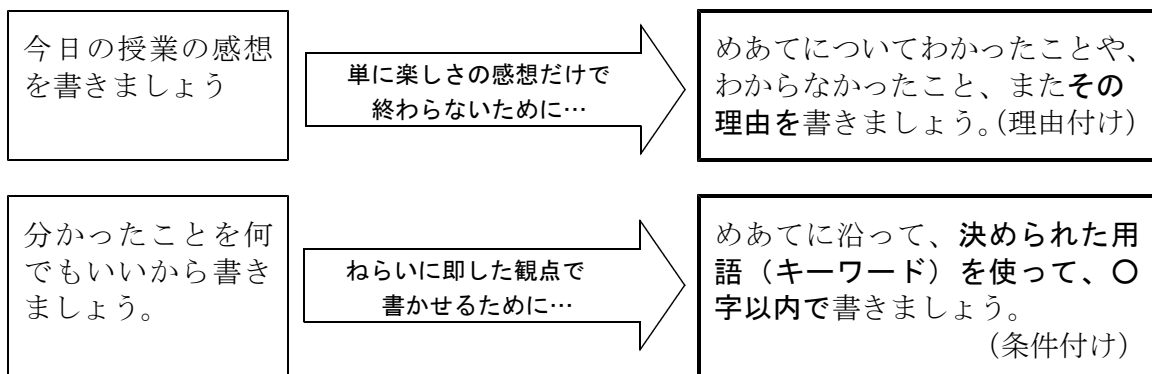 今日の授業の感想
を書きましょう
単に楽しさの感想だけで
終わらないために…
めあてについてわかったことや、
わからなかったこと、またその
理由を書きましょう。(理由付け)
分かったことを何
でもいいから書き
ましょう。
ねらいに即した観点で
書かせるために…
めあてに沿って、決められた用
語(キーワード)を使って、〇
字以内で書きましょう。
(条件付け)